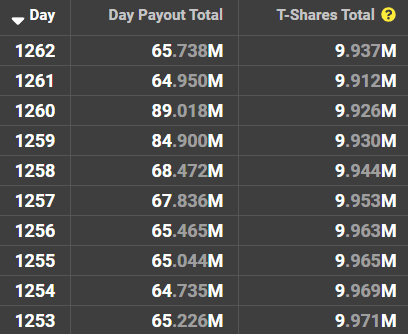 Day Day Payout Total T-Shares Total ?
1262 65.738M 9.937M
1261 64.950M 9.912M
1260 89.018M 9.926M
1259 84.900M 9.930M
1258 68.472M 9.944M
1257 67.836M 9.953M
1256 65.465M 9.963M
1255 65.044M 9.965M
1254 64.735M 9.969M
1253 65.226M 9.971M